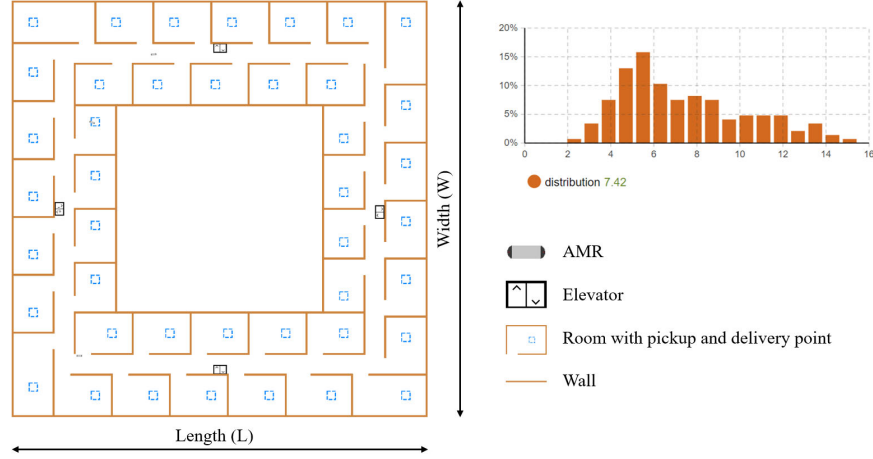 Length (L)
Width (W)
20%
15%
10%
5%
0%
0 2 4 6 8 10 12 14 16
distribution 7.42
AMR
Elevator
Room with pickup and delivery point
Wall